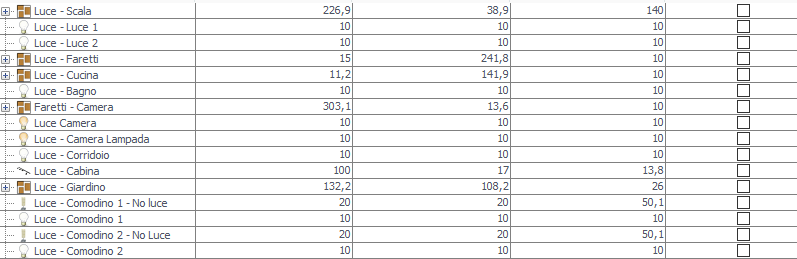 Luce - Scala 226,9 38,9 140
Luce - Luce 1 10 10 10
Luce - Luce 2 10 10 10
Luce - Faretti 15 241,8 10
Luce - Cucina 11,2 141,9 10
Luce - Bagno 10 10 10
Faretti - Camera 303,1 13,6 10
Luce Camera 10 10 10
Luce - Camera Lampada 10 10 10
Luce - Corridoio 10 10 10
Luce - Cabina 100 17 13,8
Luce - Giardino 132,2 108,2 26
Luce - Comodino 1 - No luce 20 20 50,1
Luce - Comodino 1 10 10 10
Luce - Comodino 2 - No Luce 20 20 50,1
Luce - Comodino 2 10 10 10